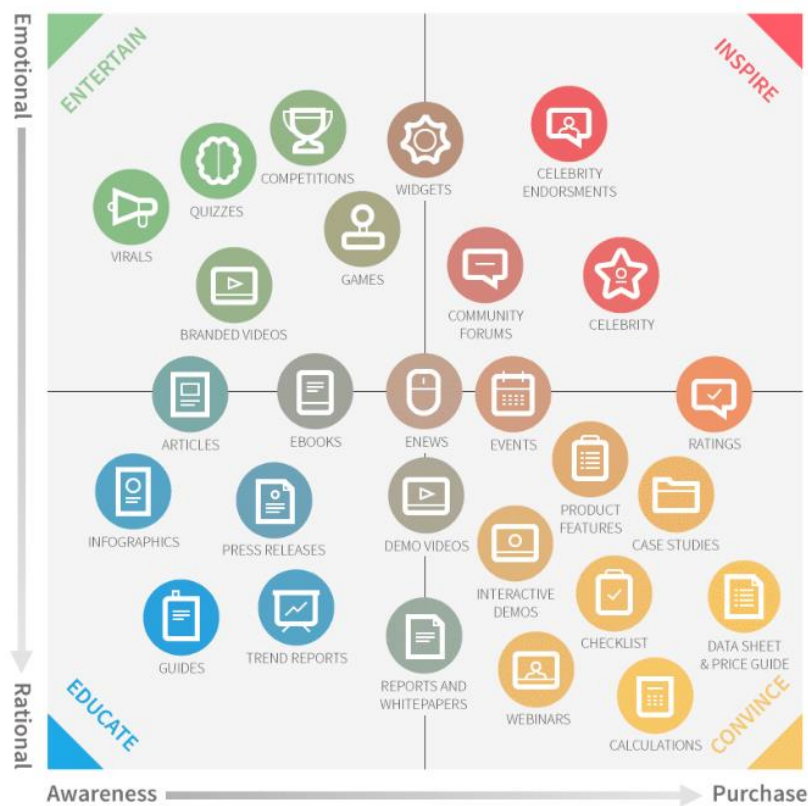 Emotional
ENTERTAIN
INSPIRE
COMPETITIONS
WIDGETS
CELEBRITY
ENDORSMENTS
QUIZZES
VIRALS
GAMES
COMMUNITY
FORUMS
CELEBRITY
BRANDED VIDEOS
ARTICLES
EBOOKS
ENEWS
EVENTS
RATINGS
INFOGRAPHICS
PRESS RELEASES
DEMO VIDEOS
PRODUCT
FEATURES
CASE STUDIES
INTERACTIVE
DEMOS
GUIDES
TREND REPORTS
REPORTS AND
WHITEPAPERS
CHECKLIST
DATA SHEET
& PRICE GUIDE
WEBINARS
CALCULATIONS
Rational
EDUCATE
CONVINCE
Awareness
Purchase